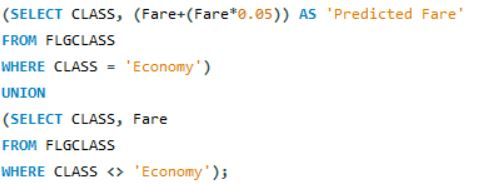 (SELECT CLASS, (Fare+(Fare*0.05)) AS 'Predicted Fare'
FROM FLGCLASS
WHERE CLASS = 'Economy')
UNION
(SELECT CLASS, Fare
FROM FLGCLASS
WHERE CLASS <> 'Economy');